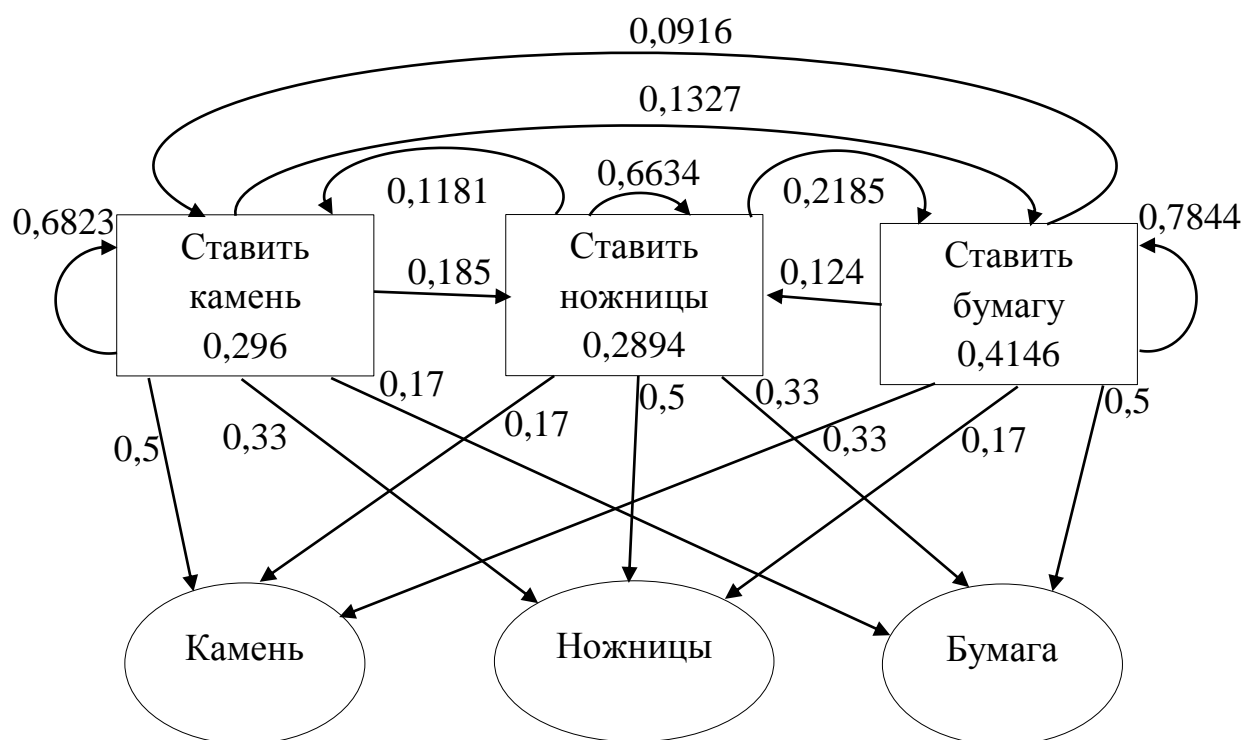 0,0916
0,1327
0,1181
0,6634
0,2185
0,6823
0,7844
Ставить
камень
0,296
0,185
Ставить
ножницы
0,2894
0,124
Ставить
бумагу
0,4146
0,5
0,33
0,17
0,17
0,5
0,33
0,33
0,17
0,5
Камень
Ножницы
Бумага